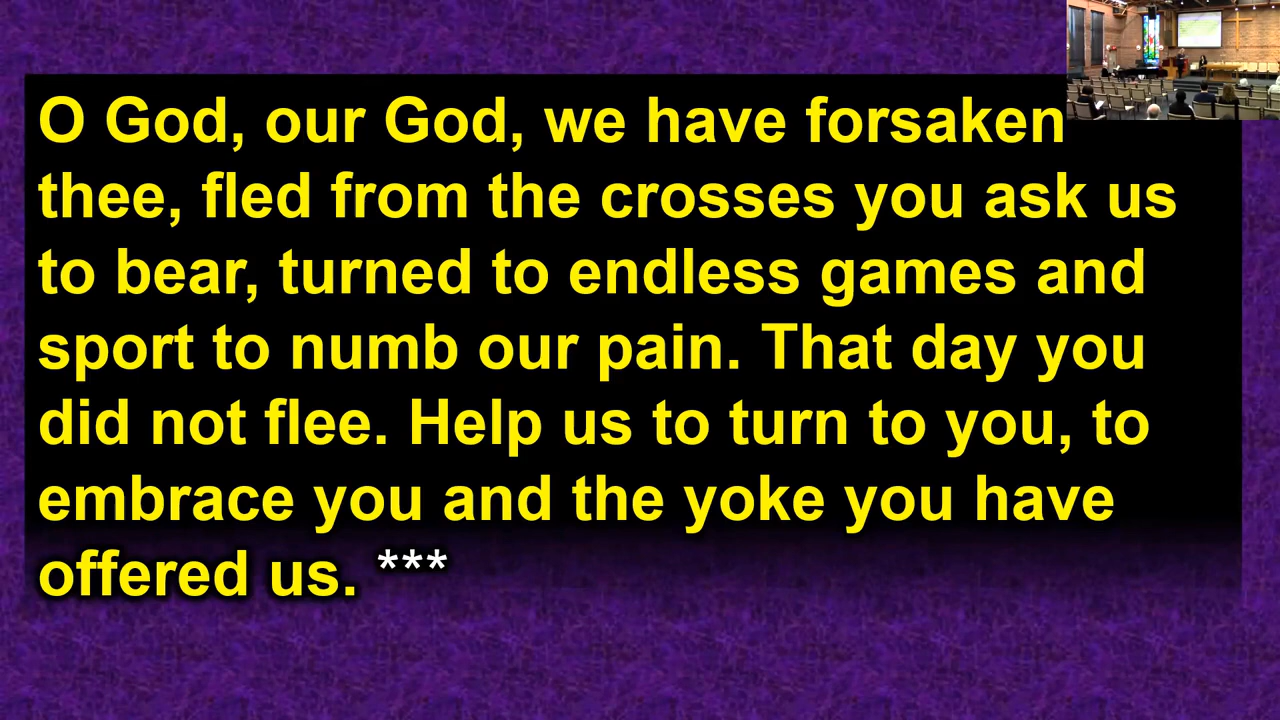 O God, our God, we have forsaken
thee, fled from the crosses you ask us
to bear, turned to endless games and
sport to numb our pain. That day you
did not flee. Help us to turn to you, to
embrace you and the yoke you have
offered us. ***